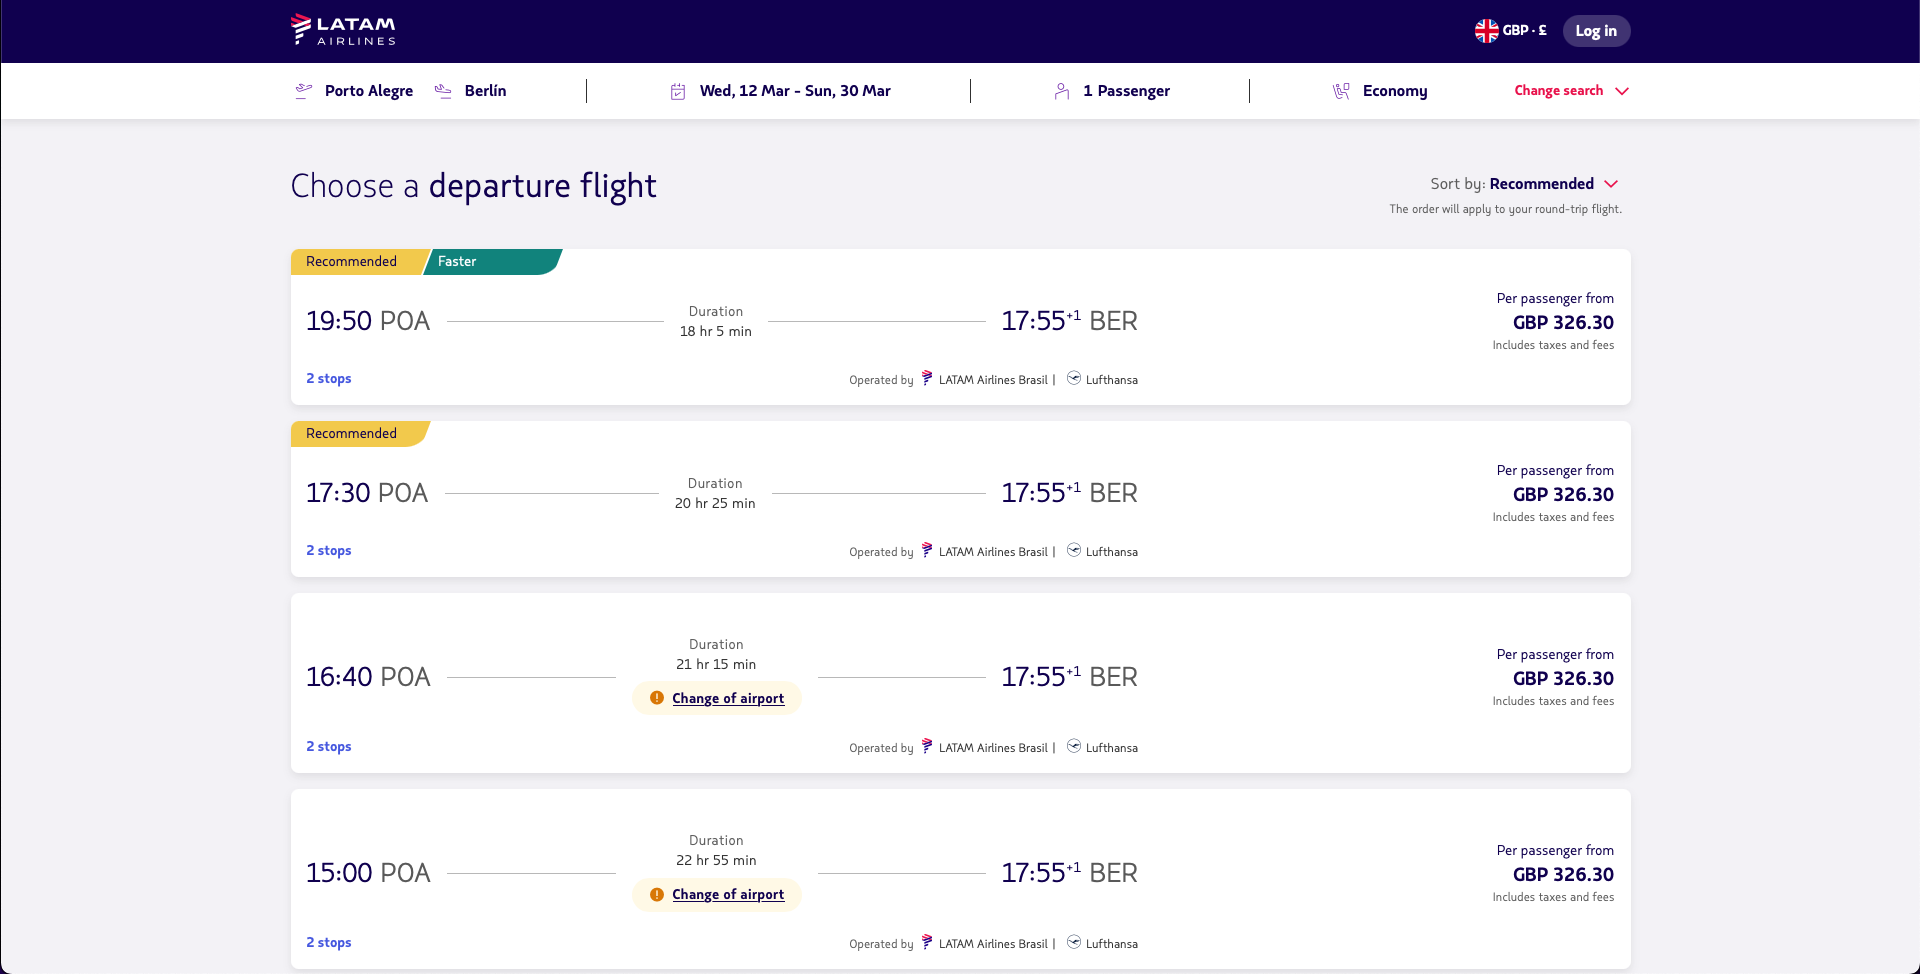 LATAM
AIRLINES
GBP · £
Log in
Porto Alegre
Berlín
Wed, 12 Mar - Sun, 30 Mar
1 Passenger
Economy
Change search
Choose a departure flight
Sort by: Recommended
The order will apply to your round-trip flight.
Recommended
Faster
19:50 POA
Duration
18 hr 5 min
17:55+1 BER
Per passenger from
GBP 326.30
Includes taxes and fees
2 stops
Operated by LATAM Airlines Brasil | Lufthansa
Recommended
17:30 POA
Duration
20 hr 25 min
17:55+1 BER
Per passenger from
GBP 326.30
Includes taxes and fees
2 stops
Operated by LATAM Airlines Brasil | Lufthansa
16:40 POA
Duration
21 hr 15 min
Change of airport
17:55+1 BER
Per passenger from
GBP 326.30
Includes taxes and fees
2 stops
Operated by LATAM Airlines Brasil | Lufthansa
15:00 POA
Duration
22 hr 55 min
Change of airport
17:55+1 BER
Per passenger from
GBP 326.30
Includes taxes and fees
2 stops
Operated by LATAM Airlines Brasil | Lufthansa